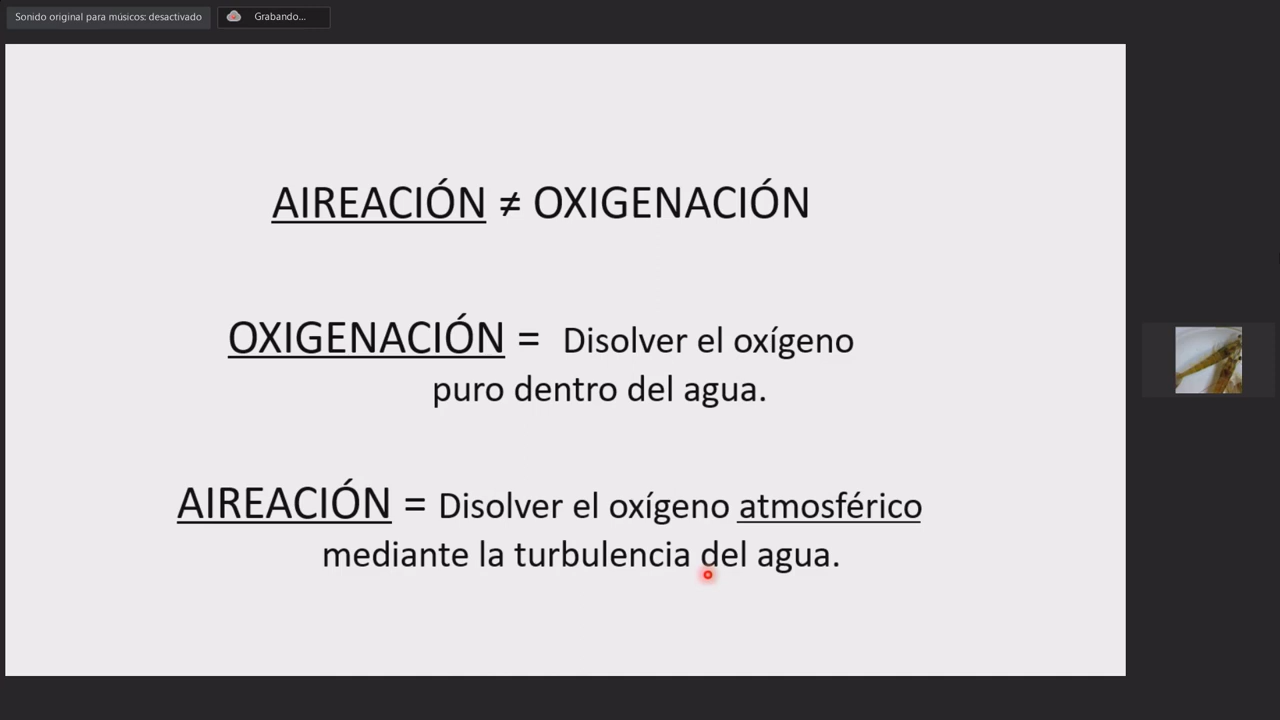 Sonido original para músicos: desactivado
Grabando...
AIREACIÓN ≠ OXIGENACIÓN
OXIGENACIÓN = Disolver el oxígeno
puro dentro del agua.
AIREACIÓN = Disolver el oxígeno atmosférico
mediante la turbulencia del agua.